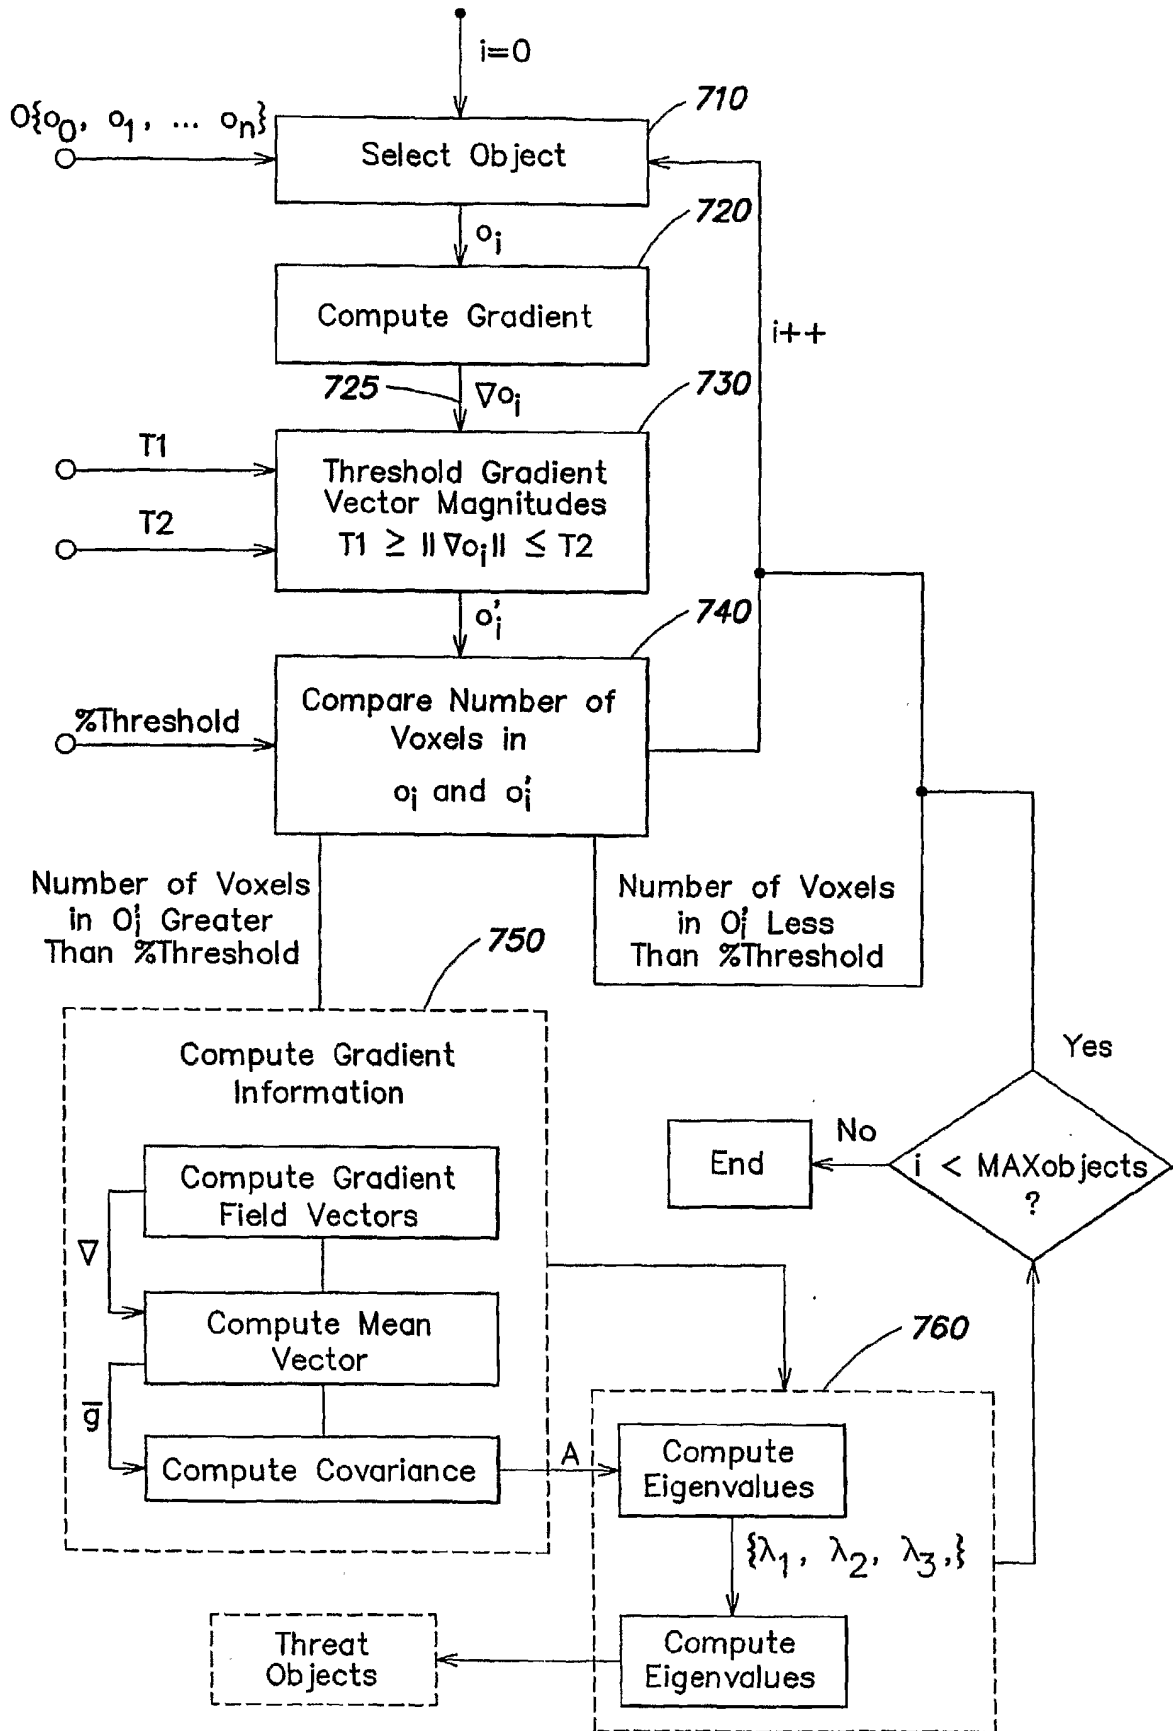 i=0
O{o₀, o₁, ... oₙ}
710
Select Object
oᵢ
720
Compute Gradient
i++
725
∇oᵢ
730
T1
Threshold Gradient
Vector Magnitudes
T2
T1 ≥ ||∇oᵢ|| ≤ T2
o'ᵢ
740
%Threshold
Compare Number of
Voxels in
oᵢ and o'ᵢ
Number of Voxels
in O'ᵢ Greater
Than %Threshold
Number of Voxels
in O'ᵢ Less
Than %Threshold
750
Compute Gradient
Information
Compute Gradient
Field Vectors
∇
Compute Mean
Vector
g̅
Compute Covariance
A
Yes
No
End
i < MAXobjects
?
760
Compute
Eigenvalues
{λ₁, λ₂, λ₃,}
Compute
Eigenvalues
Threat
Objects